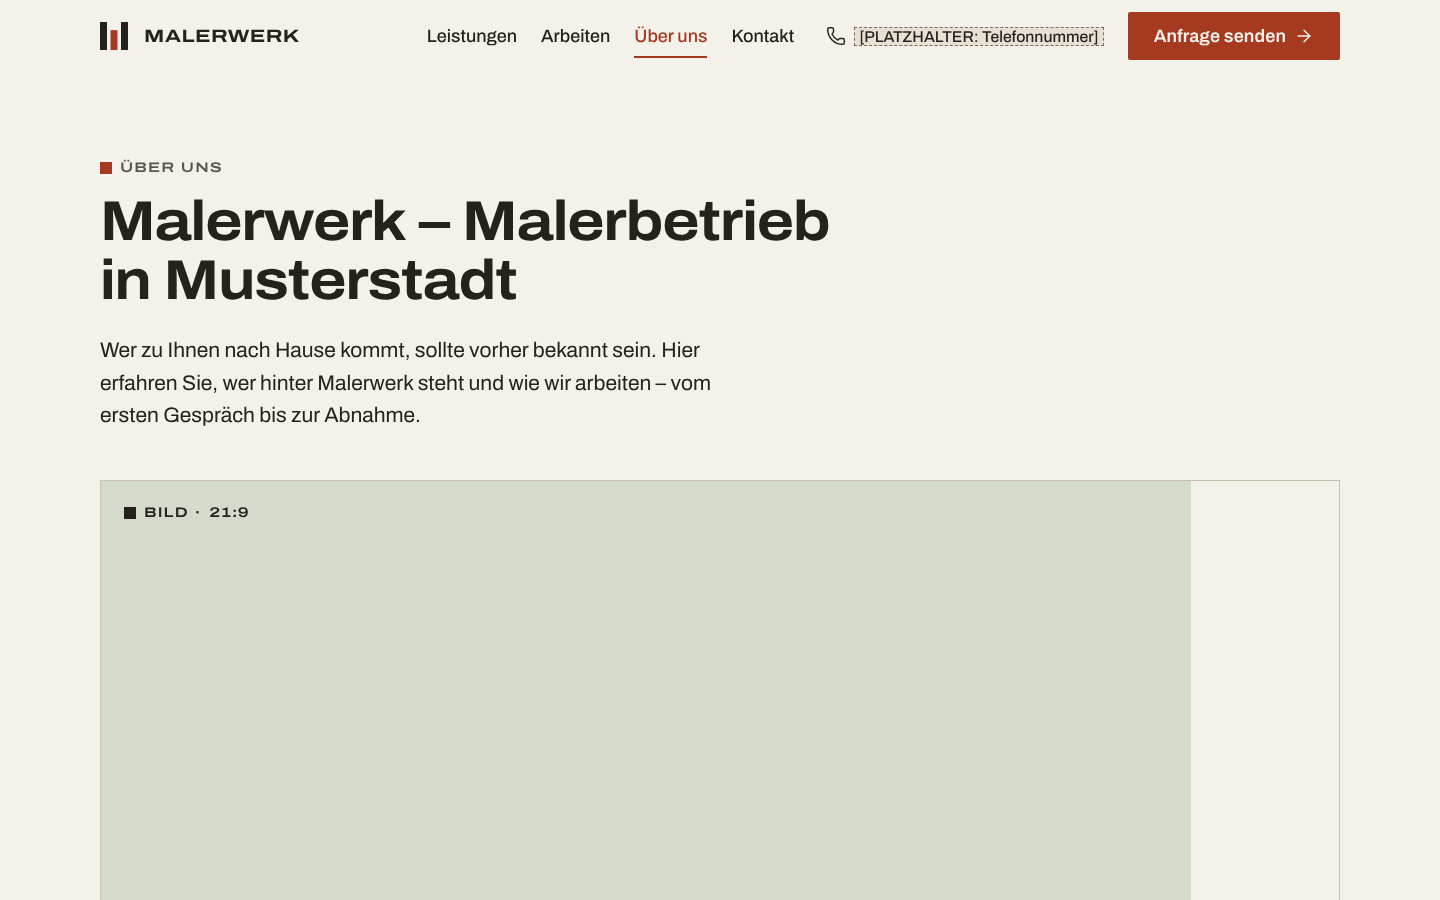 MALERWERK
Leistungen
Arbeiten
Über uns
Kontakt
[PLATZHALTER: Telefonnummer]
Anfrage senden
ÜBER UNS
Malerwerk – Malerbetrieb
in Musterstadt
Wer zu Ihnen nach Hause kommt, sollte vorher bekannt sein. Hier
erfahren Sie, wer hinter Malerwerk steht und wie wir arbeiten – vom
ersten Gespräch bis zur Abnahme.
BILD · 21:9